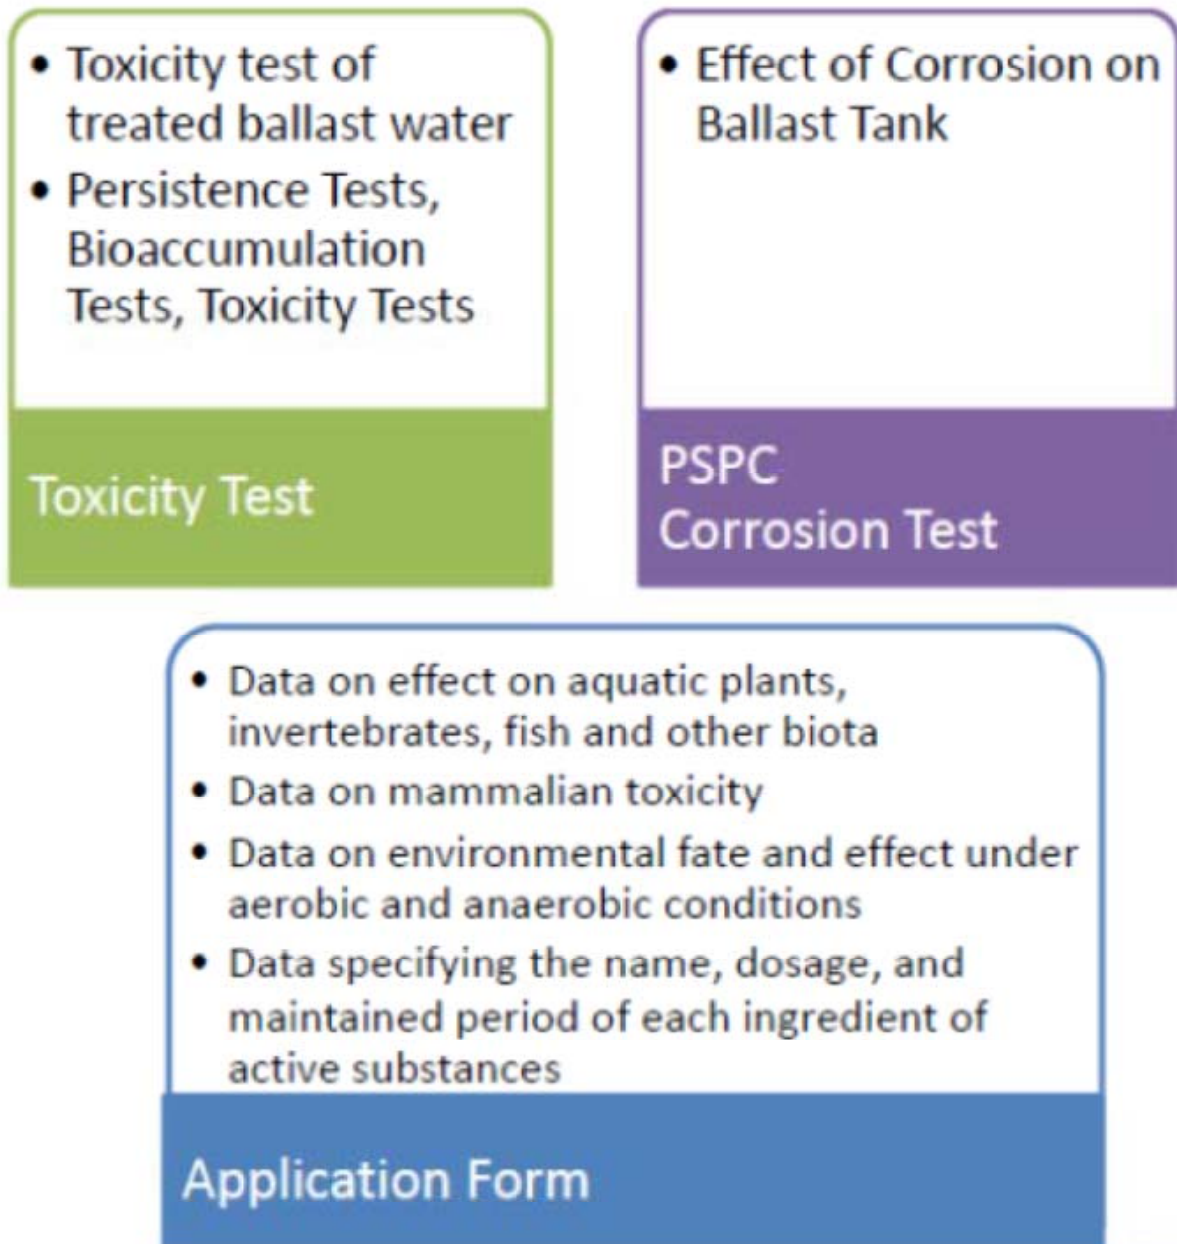 • Toxicity test of
treated ballast water
• Persistence Tests,
Bioaccumulation
Tests, Toxicity Tests
Toxicity Test
• Effect of Corrosion on
Ballast Tank
PSPC
Corrosion Test
• Data on effect on aquatic plants,
invertebrates, fish and other biota
• Data on mammalian toxicity
• Data on environmental fate and effect under
aerobic and anaerobic conditions
• Data specifying the name, dosage, and
maintained period of each ingredient of
active substances
Application Form